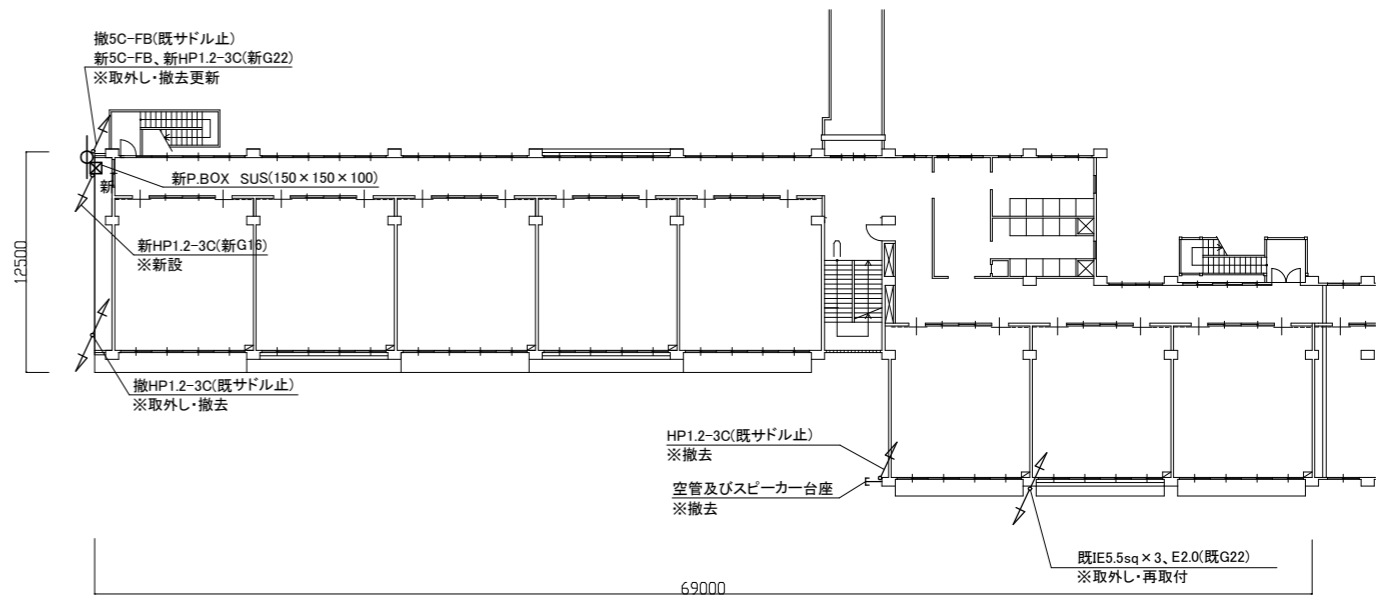 撤5C-FB(既サドル止)
新5C-FB、新HP1.2-3C(新G22)
※取外し・撤去更新
新P.BOX SUS(150×150×100)
新
新HP1.2-3C(新G16)
※新設
12500
撤HP1.2-3C(既サドル止)
※取外し・撤去
HP1.2-3C(既サドル止)
※撤去
空管及びスピーカー台座
※撤去
既IE5.5sq×3、E2.0(既G22)
※取外し・再取付
69000